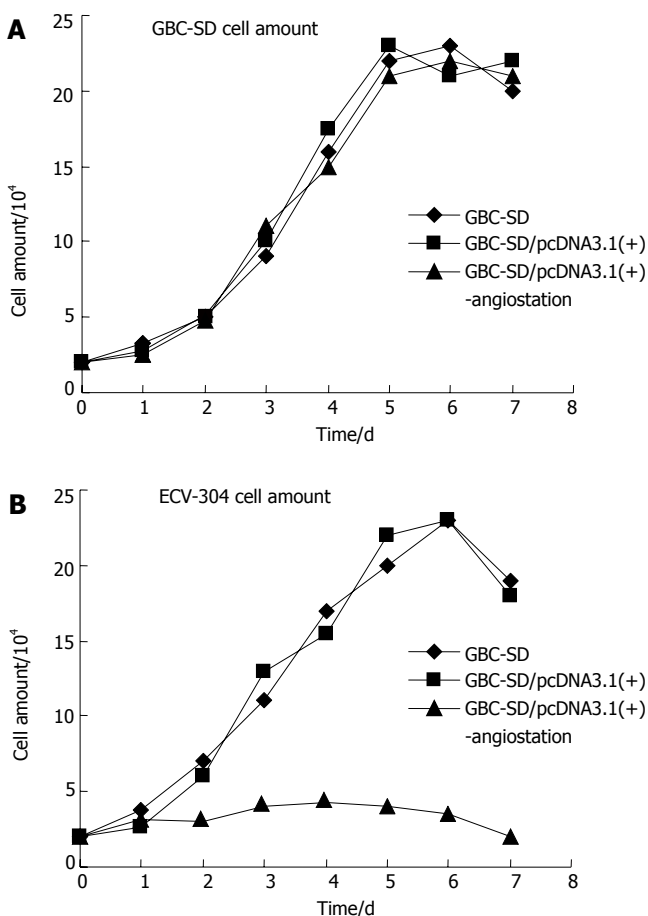 A
GBC-SD cell amount
25
20
15
10
5
0
Cell amount/10⁴
0 1 2 3 4 5 6 7 8
Time/d
GBC-SD
GBC-SD/pcDNA3.1(+)
GBC-SD/pcDNA3.1(+)
-angiostation
B
ECV-304 cell amount
25
20
15
10
5
0
Cell amount/10⁴
0 1 2 3 4 5 6 7 8
Time/d
GBC-SD
GBC-SD/pcDNA3.1(+)
GBC-SD/pcDNA3.1(+)
-angiostation